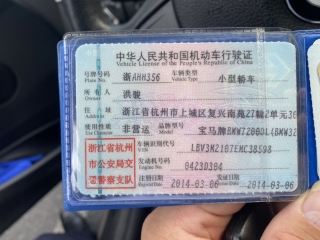 中华人民共和国机动车行驶证
Vehicle License of the People's Republic of China
号牌号码 浙AHH356 车辆类型 小型轿车
Plate No. Vehicle Type
所有人 洪骏
Owner
住址 浙江省杭州市上城区复兴南苑27幢2单元30
Address
使用性质 非营运 品牌型号 宝马牌BMW7200DL(BMW32
Use Character Model
浙江省杭州
市公安局交
警察支队
车辆识别代号 LBV3M2107EMC38598
VIN
发动机号码 04Z3D384
Engine No.
注册日期 2014-03-06 发证日期 2014-03-06
Register Date Issue Date